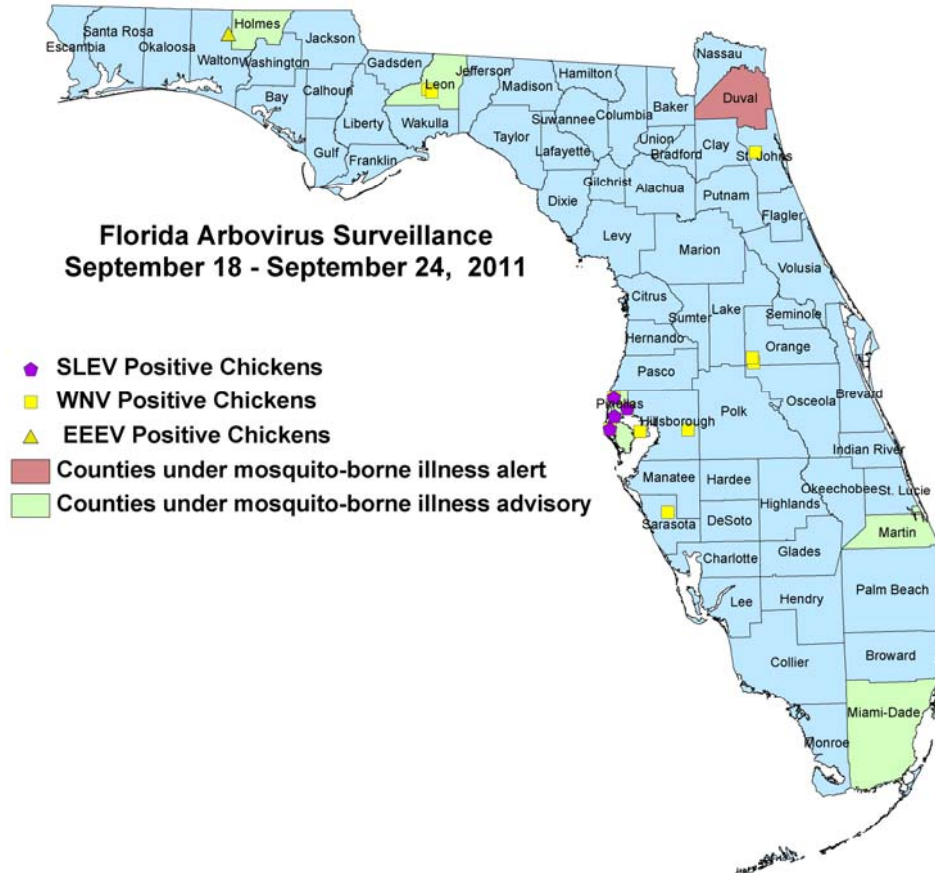 Holmes
Santa Rosa
Jackson
Escambia
Okaloosa
Walton
Washington
Gadsden
Nassau
Hamilton
Jefferson
Madison
Leon
Calhoun
Bay
Duval
Baker
Columbia
Suwannee
Liberty
Wakulla
Taylor
Union
Clay
Bradford
St. Johns
Lafayette
Gulf
Franklin
Gilchrist
Alachua
Putnam
Dixie
Flagler
Levy
Marion
Florida Arbovirus Surveillance
September 18 - September 24, 2011
Volusia
Citrus
Lake
Sumter
Seminole
Hernando
Orange
Pasco
SLEV Positive Chickens
WNV Positive Chickens
EEEV Positive Chickens
Counties under mosquito-borne illness alert
Counties under mosquito-borne illness advisory
Pinellas
Hillsborough
Polk
Osceola
Brevard
Indian River
Manatee
Hardee
Okeechobee
St. Lucie
Highlands
Sarasota
DeSoto
Martin
Charlotte
Glades
Lee
Hendry
Palm Beach
Collier
Broward
Miami-Dade
Monroe